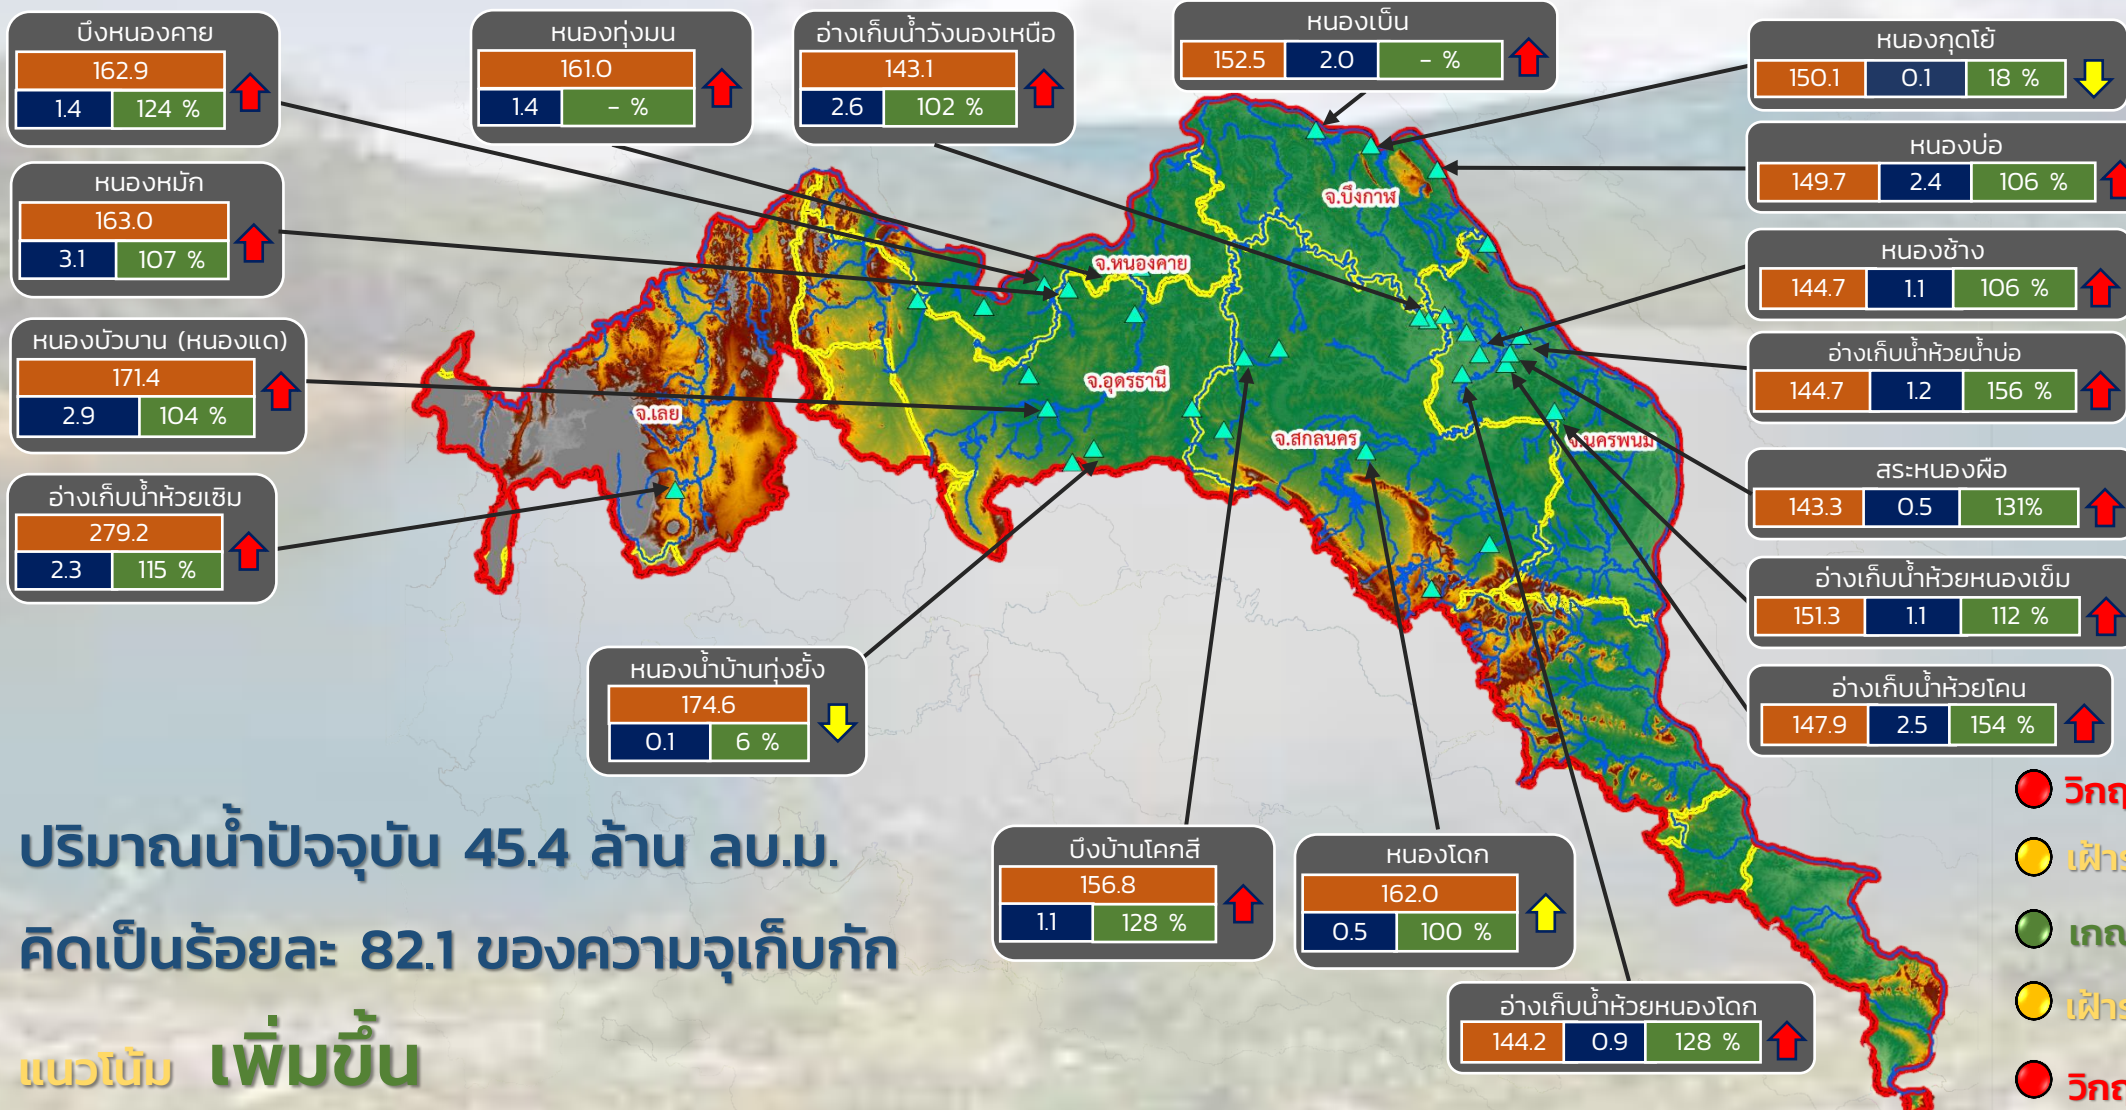 บึงหนองคาย
162.9
1.4 124 %
หนองทุ่งมน
161.0
1.4 - %
อ่างเก็บน้ำวังนองเหนือ
143.1
2.6 102 %
หนองเบ็น
152.5 2.0 - %
หนองกุดโย้
150.1 0.1 18 %
หนองหมัก
163.0
3.1 107 %
หนองบ่อ
149.7 2.4 106 %
หนองช้าง
144.7 1.1 106 %
หนองบัวบาน (หนองแด)
171.4
2.9 104 %
อ่างเก็บน้ำห้วยน้ำบ่อ
144.7 1.2 156 %
อ่างเก็บน้ำห้วยเซิม
279.2
2.3 115 %
สระหนองผือ
143.3 0.5 131%
อ่างเก็บน้ำห้วยหนองเข็ม
151.3 1.1 112 %
อ่างเก็บน้ำห้วยโคน
147.9 2.5 154 %
หนองน้ำบ้านทุ่งยั้ง
174.6
0.1 6 %
บึงบ้านโคกสี
156.8
1.1 128 %
หนองโดก
162.0
0.5 100 %
อ่างเก็บน้ำห้วยหนองโดก
144.2 0.9 128 %
จ.บึงกาฬ
จ.หนองคาย
จ.อุดรธานี
จ.เลย
จ.สกลนคร
จ.นครพนม
ปริมาณน้ำปัจจุบัน 45.4 ล้าน ลบ.ม.
คิดเป็นร้อยละ 82.1 ของความจุเก็บกัก
แนวโน้ม เพิ่มขึ้น